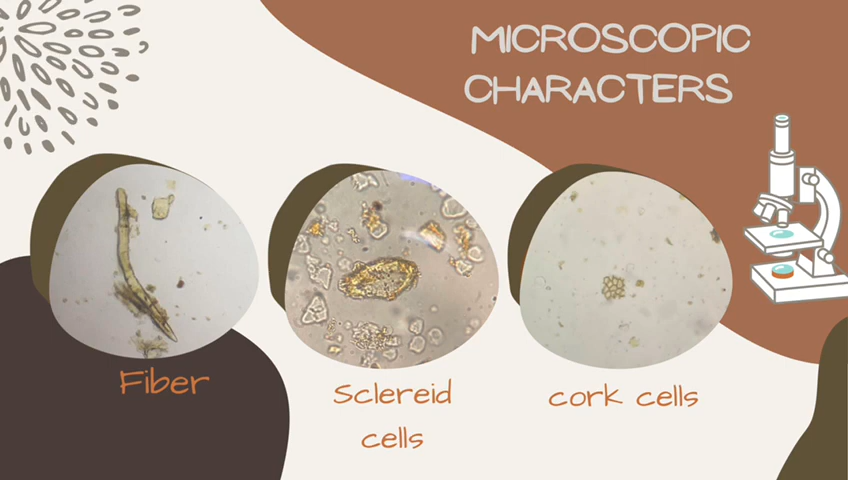 MICROSCOPIC
CHARACTERS
Fiber
Sclereid
cells
cork cells